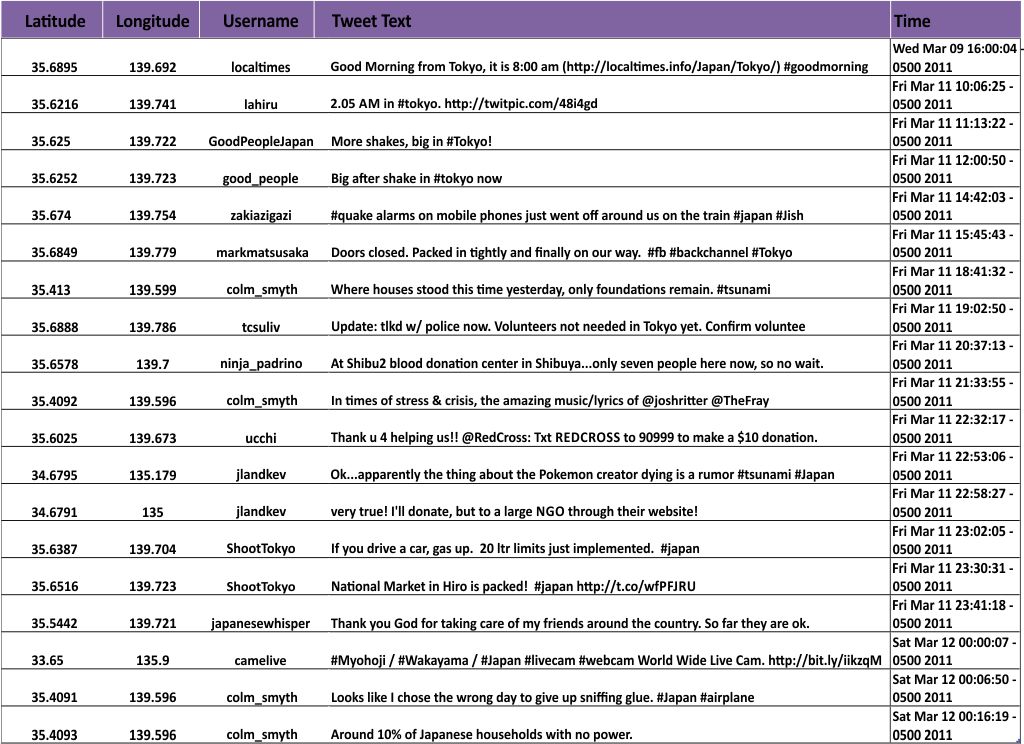 Latitude Longitude Username Tweet Text Time
35.6895 139.692 localtimes Good Morning from Tokyo, it is 8:00 am (http://localtimes.info/Japan/Tokyo/) #goodmorning Wed Mar 09 16:00:04 -
0500 2011
35.6216 139.741 lahiru 2.05 AM in #tokyo. http://twitpic.com/48i4gd Fri Mar 11 10:06:25 -
0500 2011
35.625 139.722 GoodPeopleJapan More shakes, big in #Tokyo! Fri Mar 11 11:13:22 -
0500 2011
35.6252 139.723 good_people Big after shake in #tokyo now Fri Mar 11 12:00:50 -
0500 2011
35.674 139.754 zakiazigazi #quake alarms on mobile phones just went off around us on the train #japan #Jish Fri Mar 11 14:42:03 -
0500 2011
35.6849 139.779 markmatsusaka Doors closed. Packed in tightly and finally on our way. #fb #backchannel #Tokyo Fri Mar 11 15:45:43 -
0500 2011
35.413 139.599 colm_smyth Where houses stood this time yesterday, only foundations remain. #tsunami Fri Mar 11 18:41:32 -
0500 2011
35.6888 139.786 tcsuliv Update: tlkd w/ police now. Volunteers not needed in Tokyo yet. Confirm voluntee Fri Mar 11 19:02:50 -
0500 2011
35.6578 139.7 ninja_padrino At Shibu2 blood donation center in Shibuya...only seven people here now, so no wait. Fri Mar 11 20:37:13 -
0500 2011
35.4092 139.596 colm_smyth In times of stress & crisis, the amazing music/lyrics of @joshritter @TheFray Fri Mar 11 21:33:55 -
0500 2011
35.6025 139.673 ucchi Thank u 4 helping us!! @RedCross: Txt REDCROSS to 90999 to make a $10 donation. Fri Mar 11 22:32:17 -
0500 2011
34.6795 135.179 jlandkev Ok...apparently the thing about the Pokemon creator dying is a rumor #tsunami #Japan Fri Mar 11 22:53:06 -
0500 2011
34.6791 135 jlandkev very true! I'll donate, but to a large NGO through their website! Fri Mar 11 22:58:27 -
0500 2011
35.6387 139.704 ShootTokyo If you drive a car, gas up. 20 ltr limits just implemented. #japan Fri Mar 11 23:02:05 -
0500 2011
35.6516 139.723 ShootTokyo National Market in Hiro is packed! #japan http://t.co/wfPFJRU Fri Mar 11 23:30:31 -
0500 2011
35.5442 139.721 japanesewhisper Thank you God for taking care of my friends around the country. So far they are ok. Fri Mar 11 23:41:18 -
0500 2011
33.65 135.9 camelive #Myohoji / #Wakayama / #Japan #livecam #webcam World Wide Live Cam. http://bit.ly/iikzqM Sat Mar 12 00:00:07 -
0500 2011
35.4091 139.596 colm_smyth Looks like I chose the wrong day to give up sniffing glue. #Japan #airplane Sat Mar 12 00:06:50 -
0500 2011
35.4093 139.596 colm_smyth Around 10% of Japanese households with no power. Sat Mar 12 00:16:19 -
0500 2011